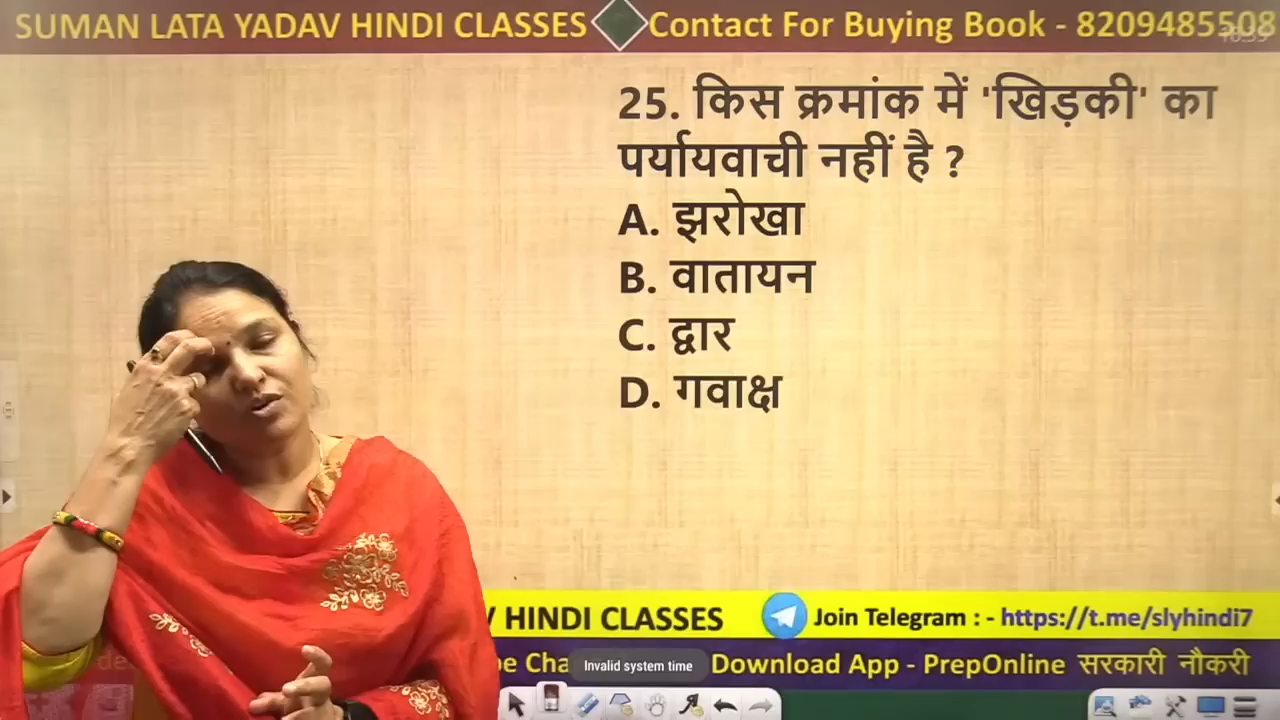 SUMAN LATA YADAV HINDI CLASSES Contact For Buying Book - 8209485508
25. किस क्रमांक में 'खिड़की' का
पर्यायवाची नहीं है ?
A. झरोखा
B. वातायन
C. द्वार
D. गवाक्ष
HINDI CLASSES Join Telegram : - https://t.me/slyhindi7
Download App - PrepOnline सरकारी नौकरी
Invalid system time